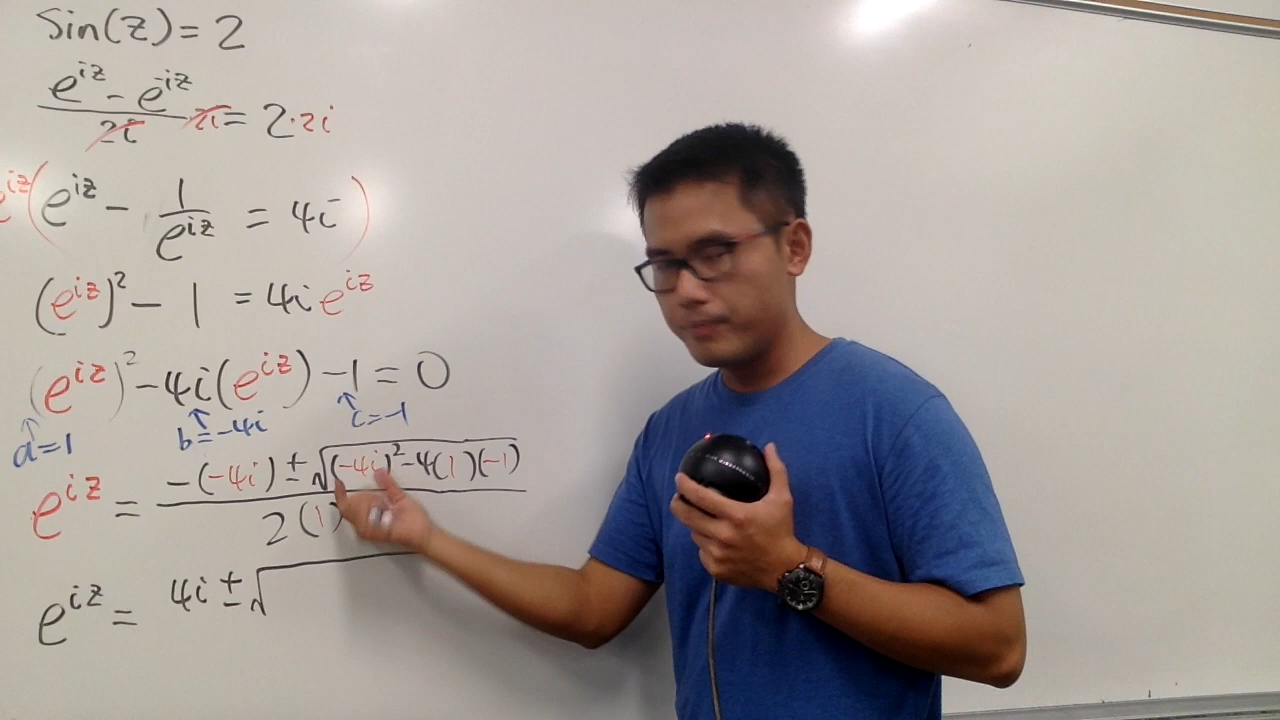 Sin(z) = 2
(e^{iz} - e^{-iz})/2i · 2i = 2·2i
e^{iz}(e^{iz} - 1/e^{iz} = 4i)
(e^{iz})^2 - 1 = 4i e^{iz}
(e^{iz})^2 - 4i(e^{iz}) - 1 = 0
a=1 b=-4i c=-1
e^{iz} = (-(-4i) ± √((-4i)^2 - 4(1)(-1)))/2(1)
e^{iz} = 4i ± √